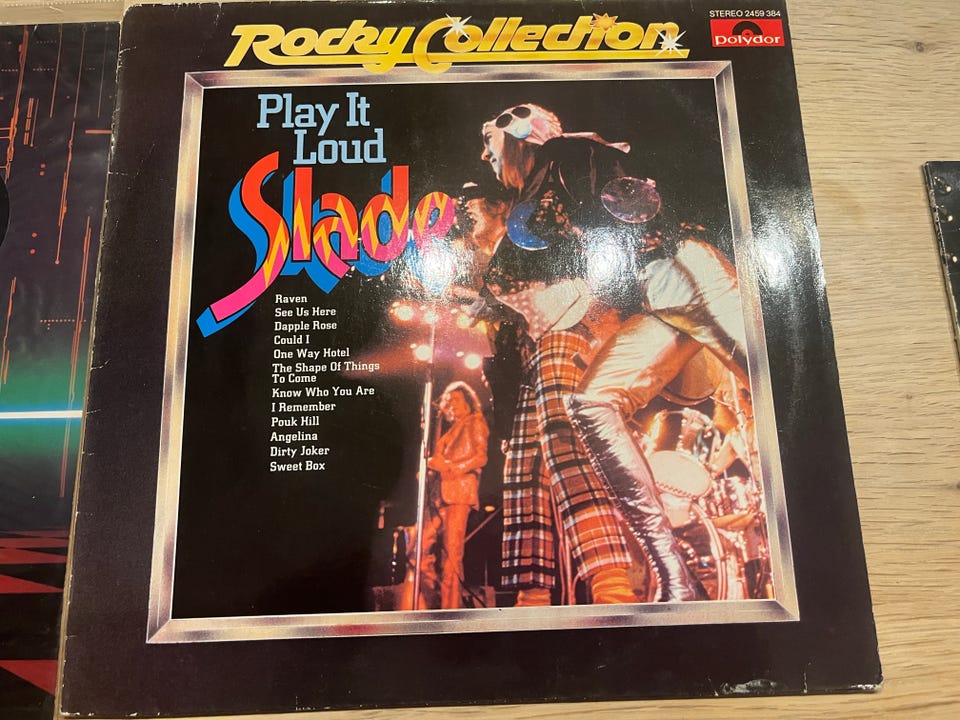 Rocky Collection
STEREO 2459 384
Polydor
Play It
Loud
Slade
Raven
See Us Here
Dapple Rose
Could I
One Way Hotel
The Shape Of Things
To Come
Know Who You Are
I Remember
Pouk Hill
Angelina
Dirty Joker
Sweet Box